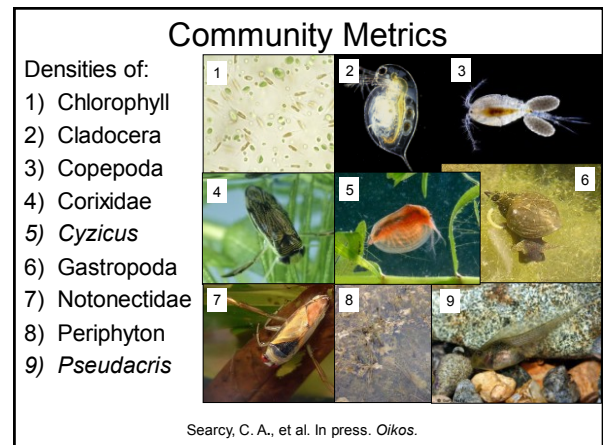 Community Metrics
Densities of:
1) Chlorophyll
2) Cladocera
3) Copepoda
4) Corixidae
5) Cyzicus
6) Gastropoda
7) Notonectidae
8) Periphyton
9) Pseudacris
1
2
3
4
5
6
7
8
9
Searcy, C. A., et al. In press. Oikos.